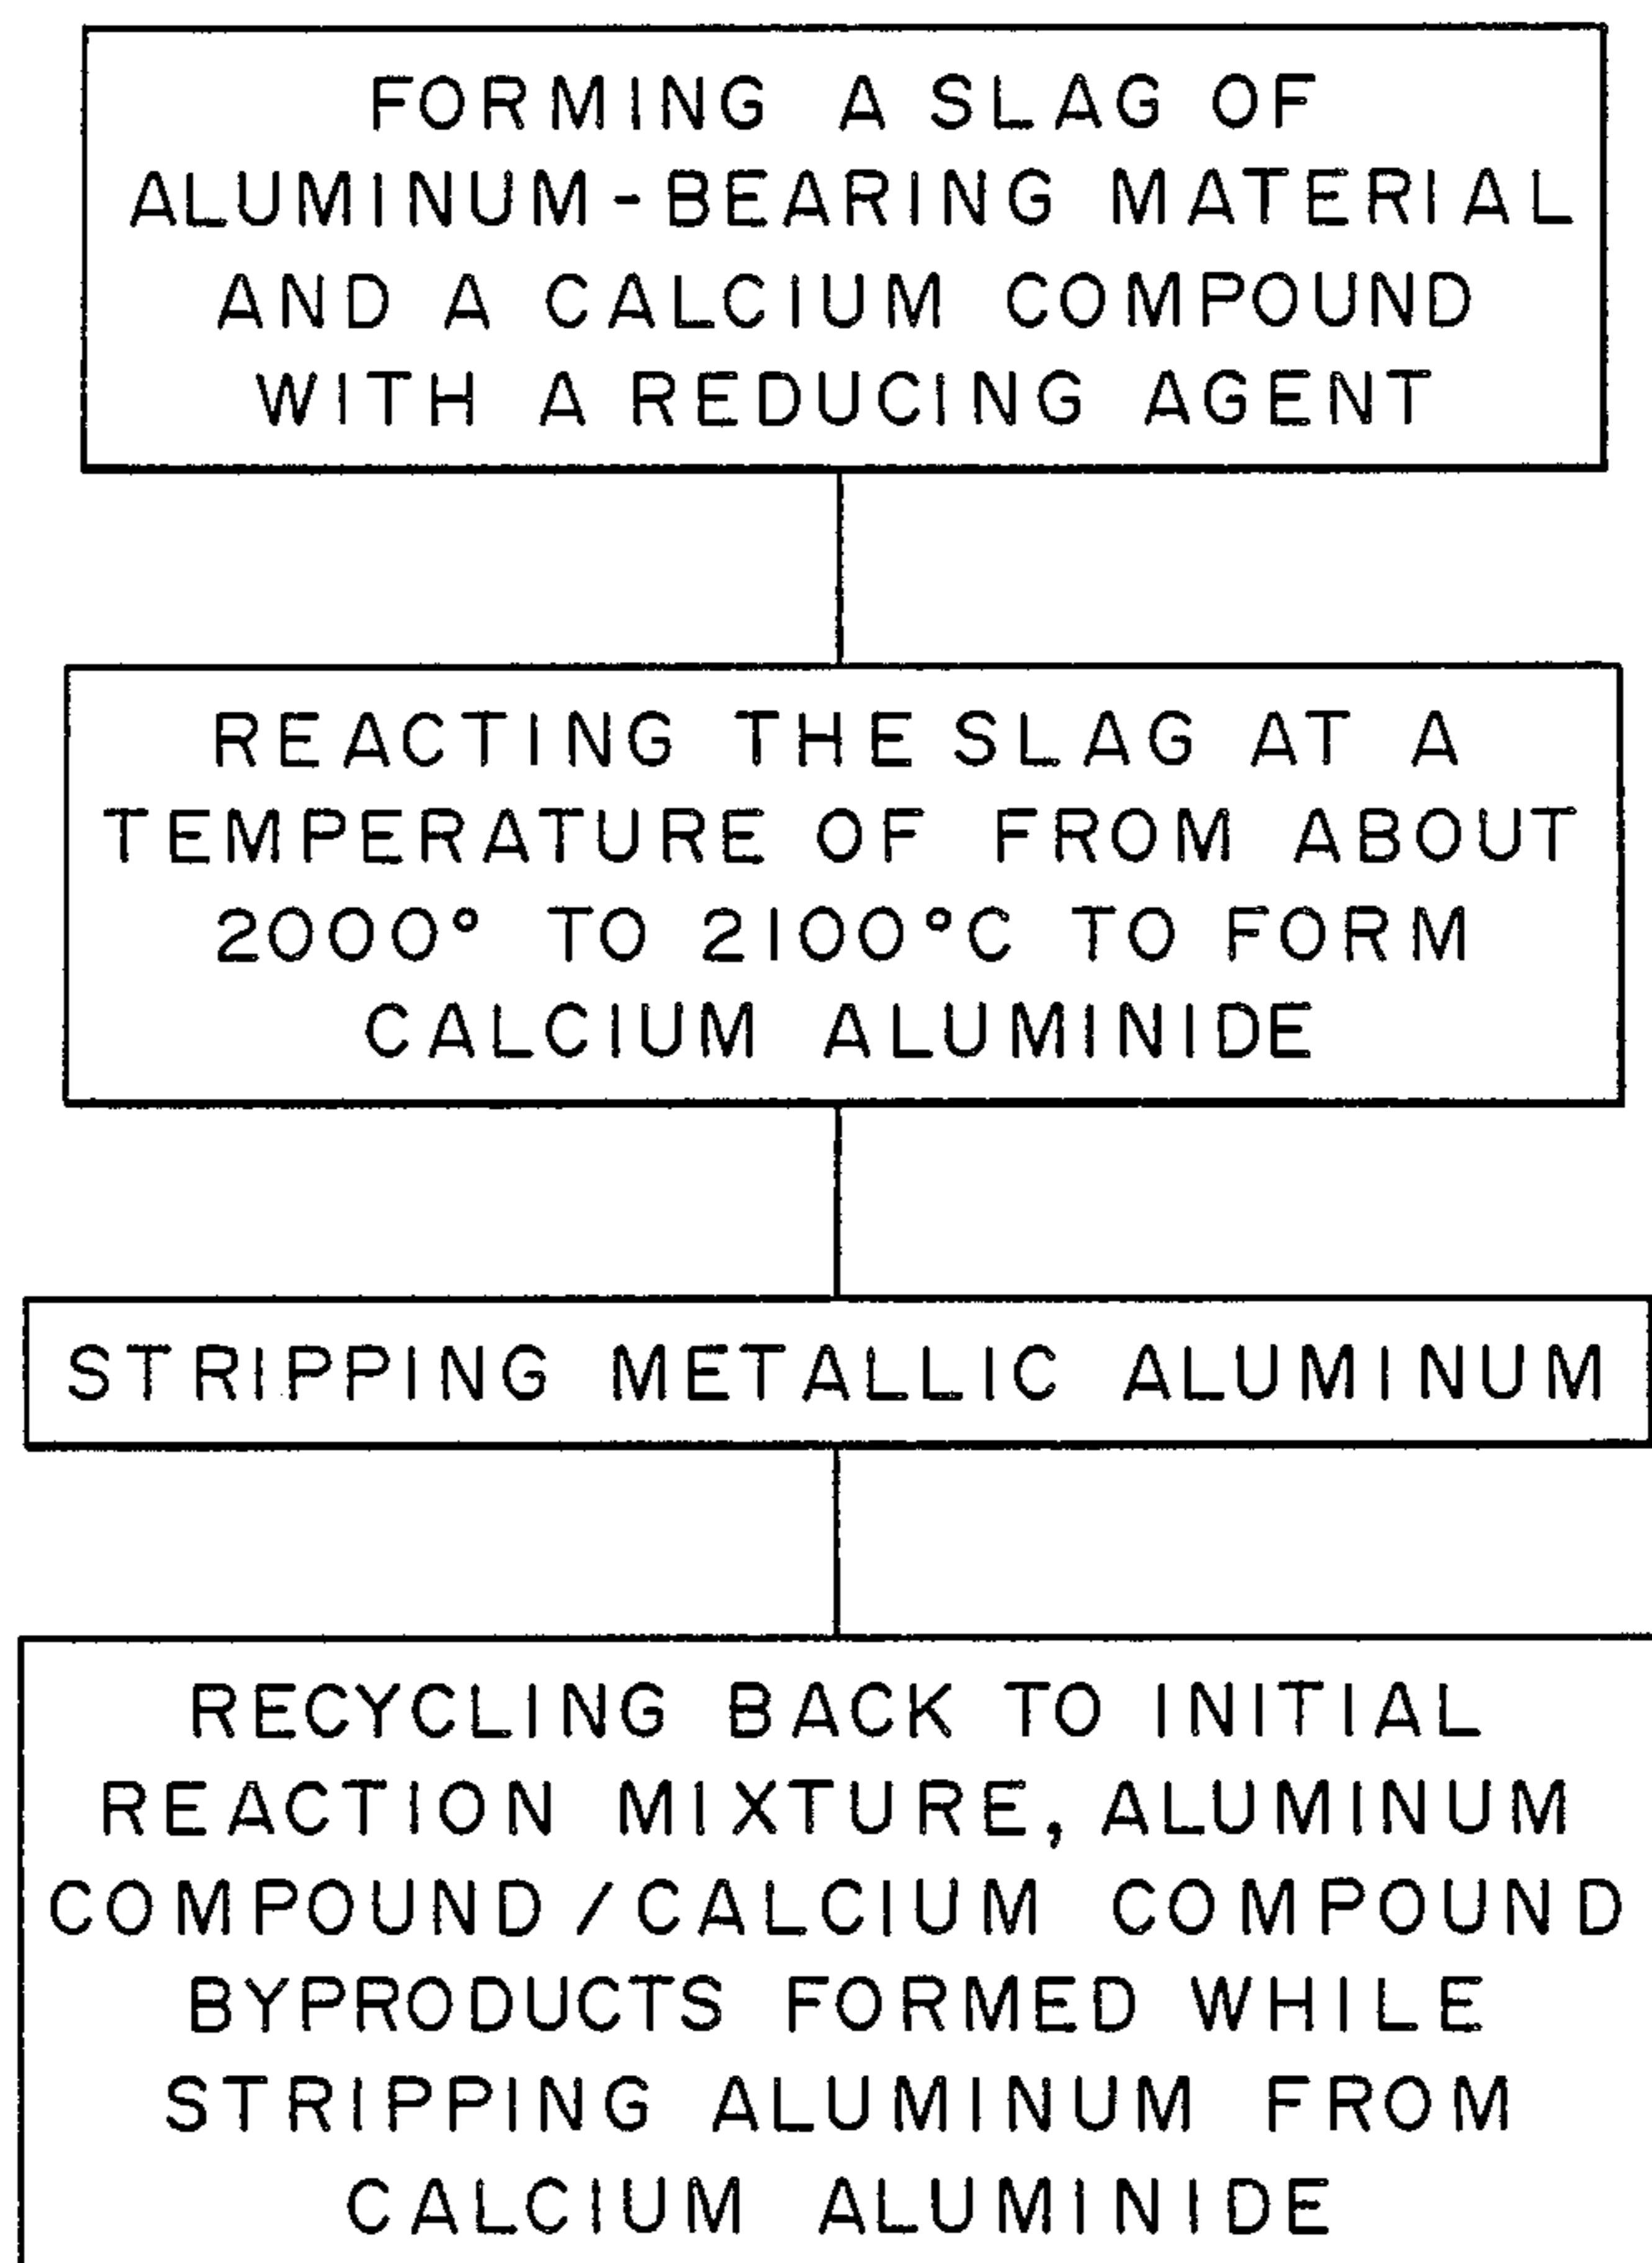 FORMING A SLAG OF
ALUMINUM-BEARING MATERIAL
AND A CALCIUM COMPOUND
WITH A REDUCING AGENT
REACTING THE SLAG AT A
TEMPERATURE OF FROM ABOUT
2000° TO 2100°C TO FORM
CALCIUM ALUMINIDE
STRIPPING METALLIC ALUMINUM
RECYCLING BACK TO INITIAL
REACTION MIXTURE, ALUMINUM
COMPOUND/CALCIUM COMPOUND
BYPRODUCTS FORMED WHILE
STRIPPING ALUMINUM FROM
CALCIUM ALUMINIDE